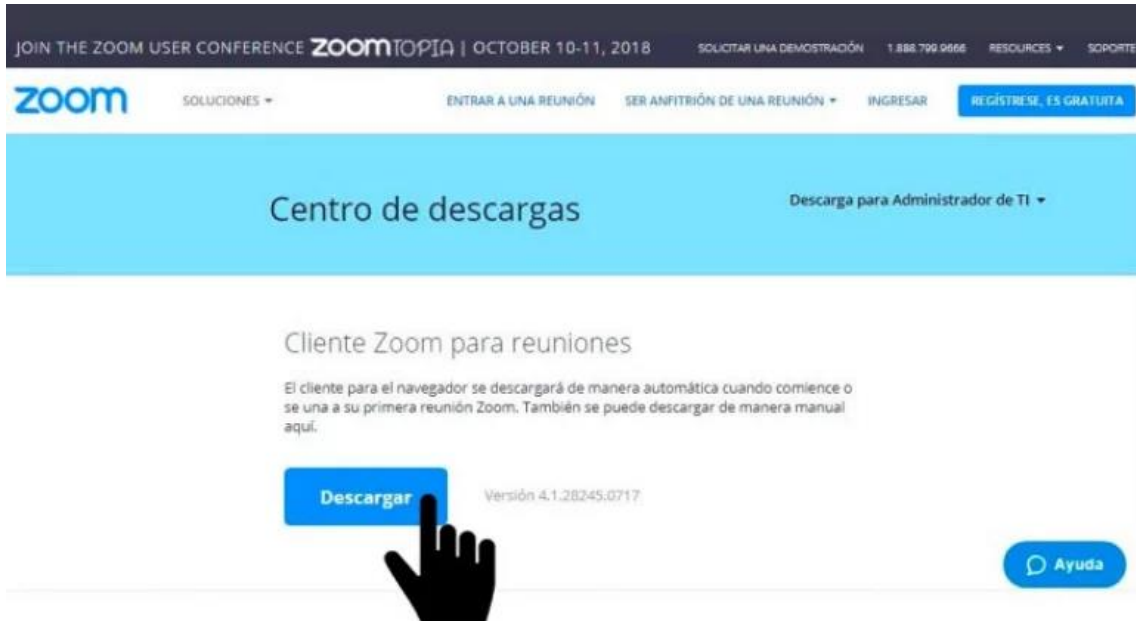 JOIN THE ZOOM USER CONFERENCE ZOOMTOPIA | OCTOBER 10-11, 2018 SOLICITAR UNA DEMOSTRACIÓN 1.888.799.9666 RESOURCES SOPORTE
zoom SOLUCIONES ENTRAR A UNA REUNIÓN SER ANFITRIÓN DE UNA REUNIÓN INGRESAR REGÍSTRESE, ES GRATUITA
Centro de descargas Descarga para Administrador de TI
Cliente Zoom para reuniones
El cliente para el navegador se descargará de manera automática cuando comience o
se una a su primera reunión Zoom. También se puede descargar de manera manual
aquí.
Descargar Versión 4.1.28245.0717
Ayuda